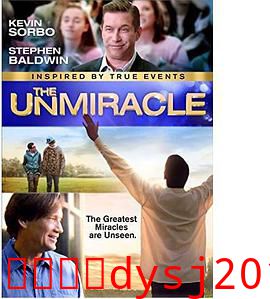 KEVIN
SORBO
STEPHEN
BALDWIN
INSPIRED BY TRUE EVENTS
THE
UNMIRACLE
The Greatest
Miracles
are Unseen.
dysj20